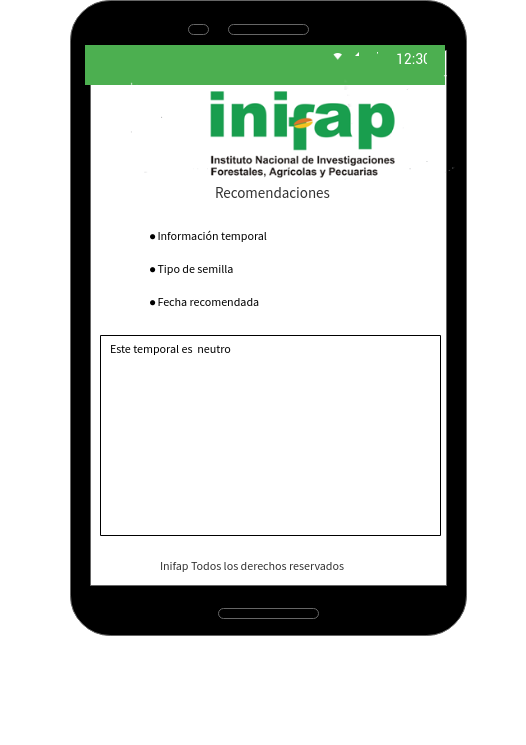 12:30
inifap
Instituto Nacional de Investigaciones
Forestales, Agrícolas y Pecuarias
Recomendaciones
● Información temporal
● Tipo de semilla
● Fecha recomendada
Este temporal es neutro
Inifap Todos los derechos reservados